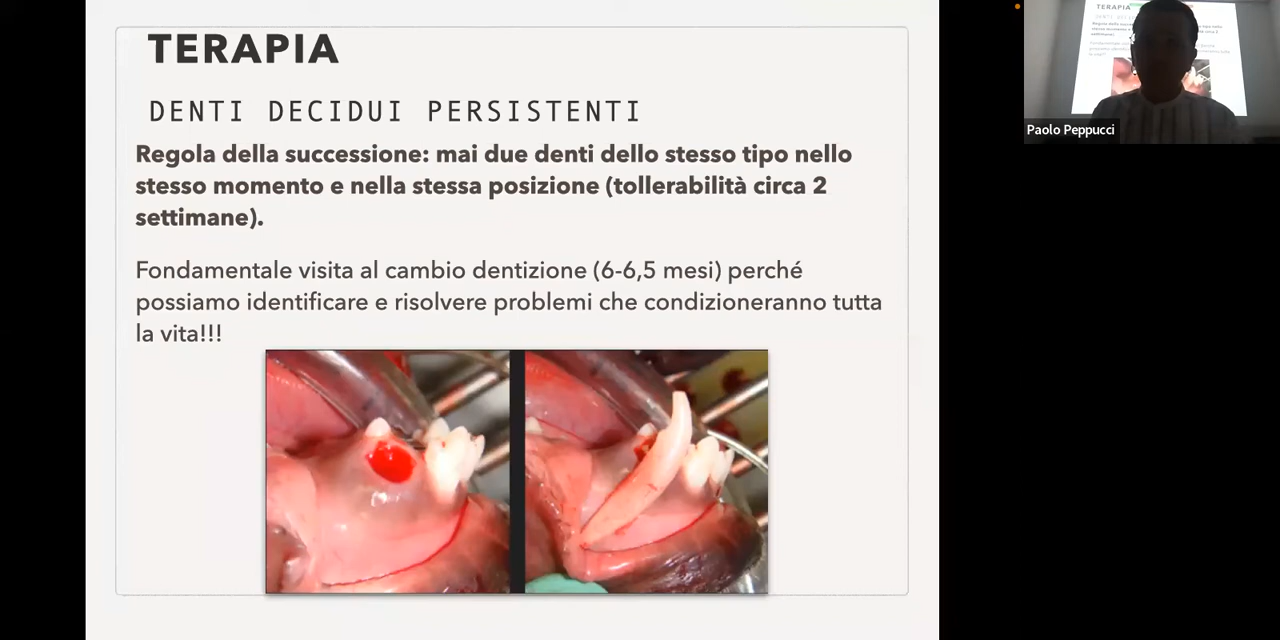 TERAPIA
DENTI DECIDUI PERSISTENTI
Regola della successione: mai due denti dello stesso tipo nello
stesso momento e nella stessa posizione (tollerabilità circa 2
settimane).
Fondamentale visita al cambio dentizione (6-6,5 mesi) perché
possiamo identificare e risolvere problemi che condizioneranno tutta
la vita!!!
TERAPIA
Paolo Peppucci